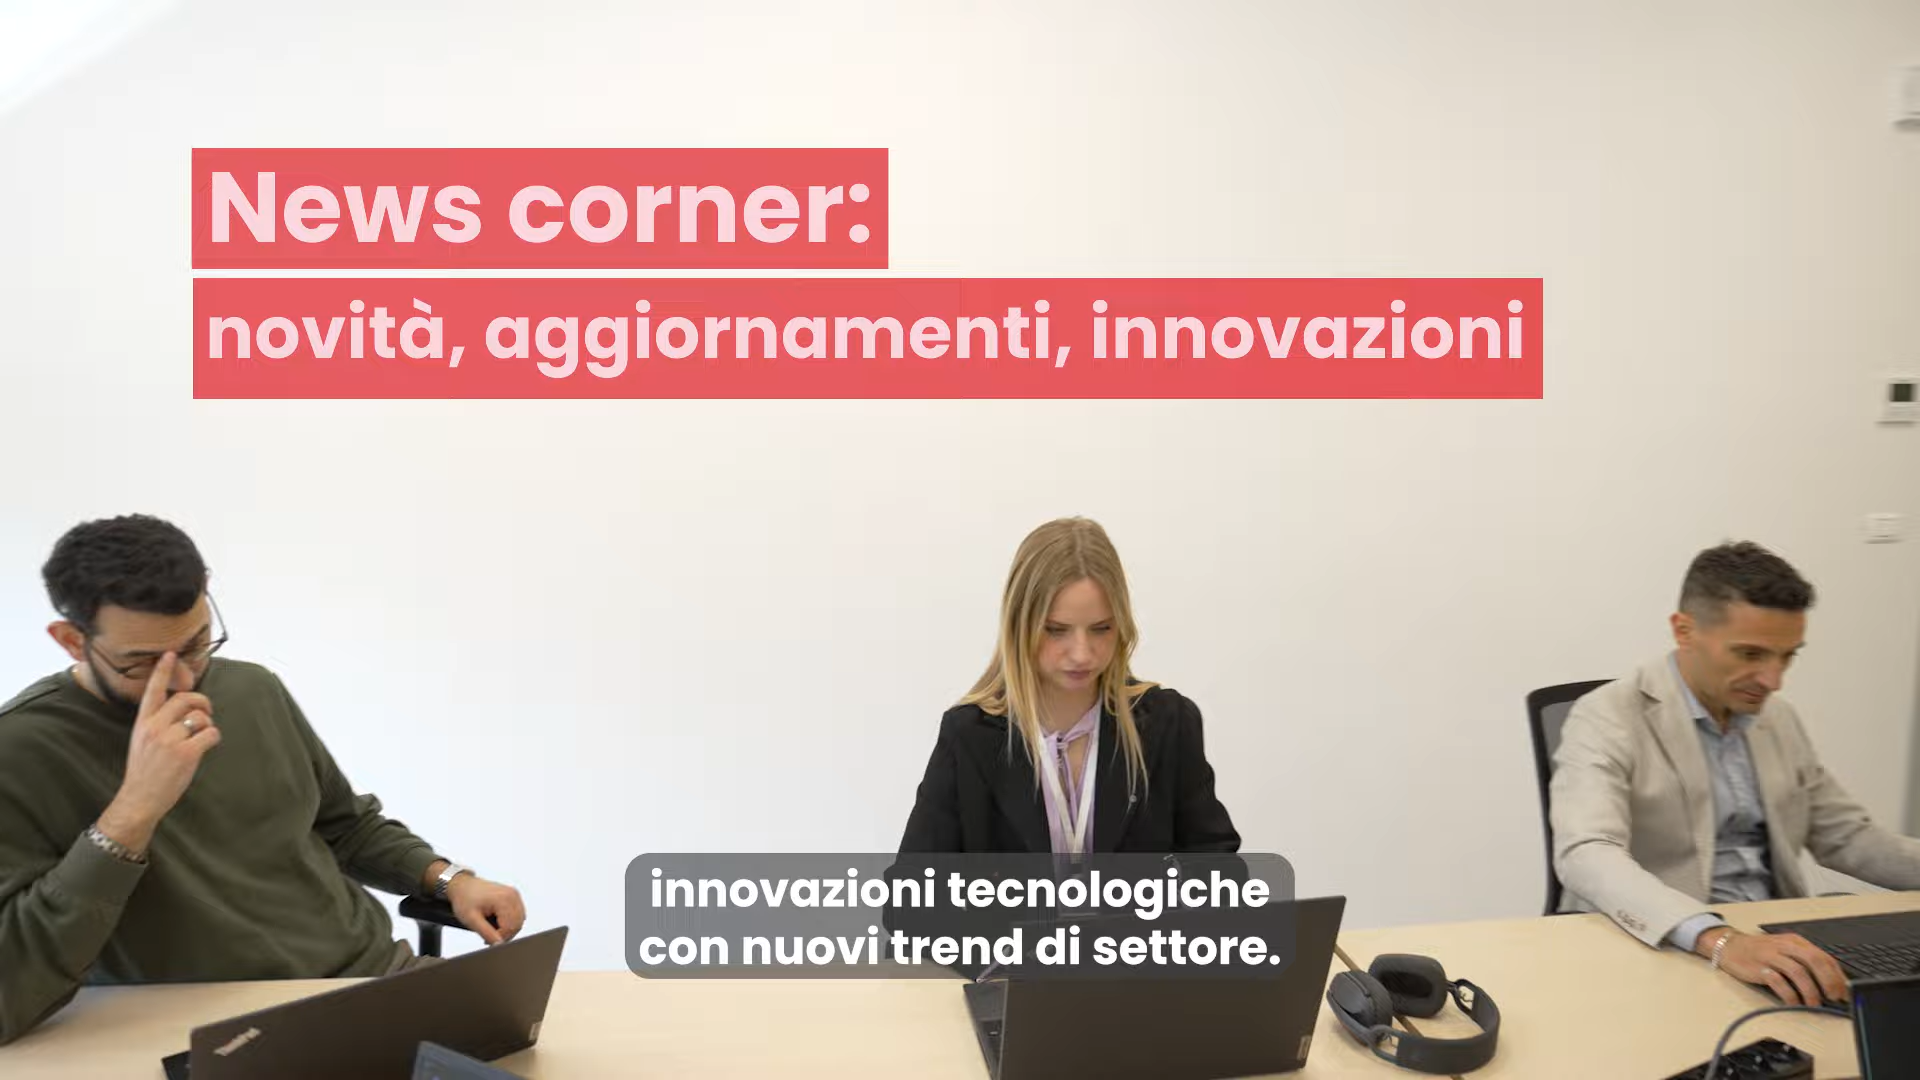 News corner:
novità, aggiornamenti, innovazioni
innovazioni tecnologiche
con nuovi trend di settore.